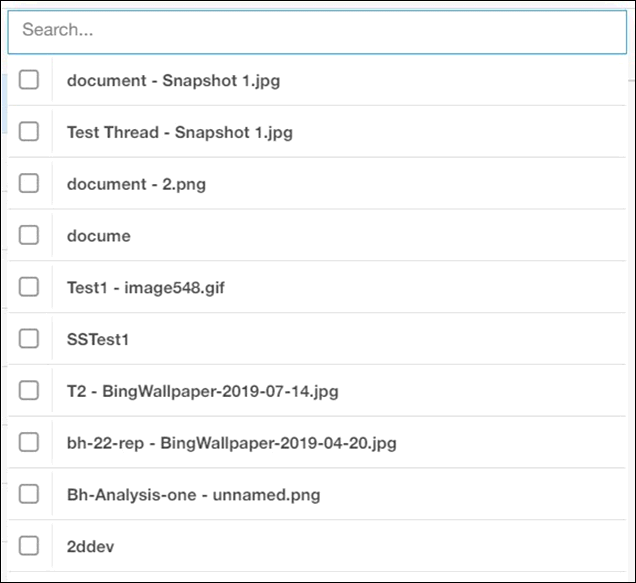 Search...
document - Snapshot 1.jpg
Test Thread - Snapshot 1.jpg
document - 2.png
docume
Test1 - image548.gif
SSTest1
T2 - BingWallpaper-2019-07-14.jpg
bh-22-rep - BingWallpaper-2019-04-20.jpg
Bh-Analysis-one - unnamed.png
2ddev